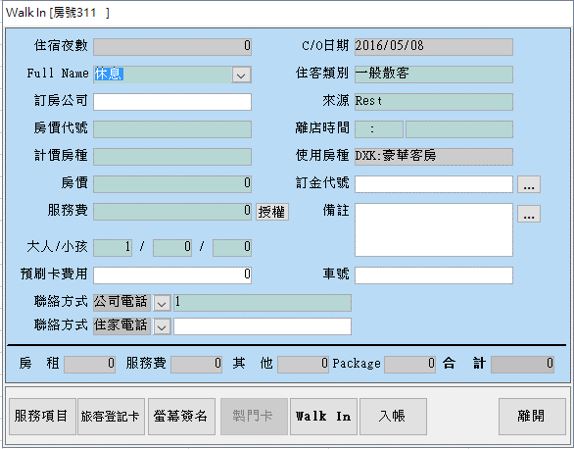 Walk In [房號311 ]
住宿夜數 0 C/O日期 2016/05/08
Full Name 休息 住客類別 一般散客
訂房公司 來源 Rest
房價代號 離店時間 :
計價房種 使用房種 DXK:豪華客房
房價 0 訂金代號 ...
服務費 0 授權 備註 ...
大人/小孩 1 / 0 / 0
預刷卡費用 0 車號
聯絡方式 公司電話 1
聯絡方式 住家電話
房 租 0 服務費 0 其 他 0 Package 0 合 計 0
服務項目 旅客登記卡 螢幕簽名 製門卡 Walk In 入帳 離開